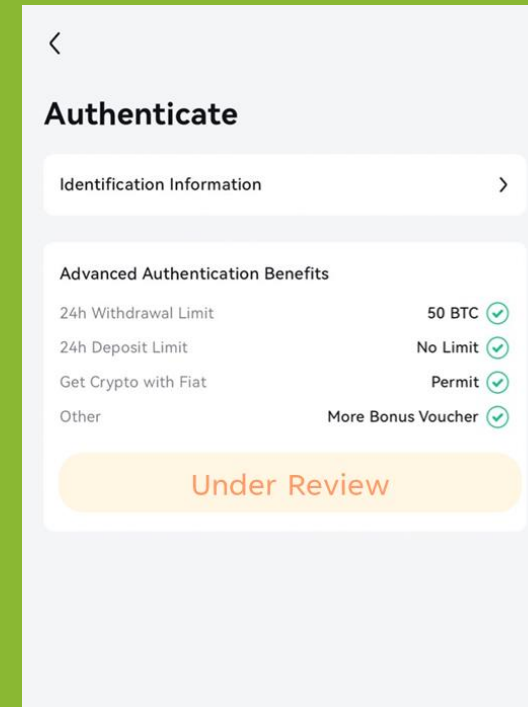 Authenticate
Identification Information
Advanced Authentication Benefits
24h Withdrawal Limit 50 BTC
24h Deposit Limit No Limit
Get Crypto with Fiat Permit
Other More Bonus Voucher
Under Review